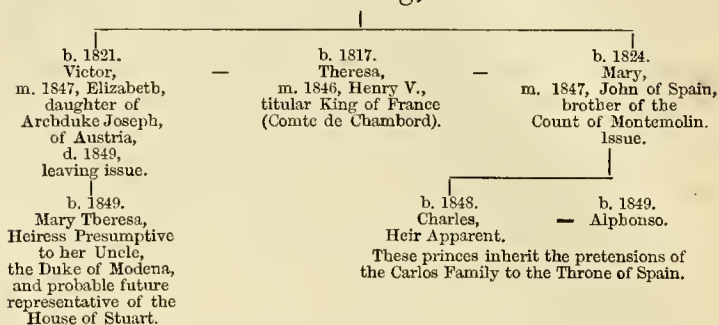 b. 1821.
Victor,
m. 1847, Elizabeth,
daughter of
Archduke Joseph,
of Austria,
d. 1849,
leaving issue.
b. 1849.
Mary Theresa,
Heiress Presumptive
to her Uncle,
the Duke of Modena,
and probable future
representative of the
House of Stuart.
b. 1817.
Theresa,
m. 1846, Henry V.,
titular King of France
(Comte de Chambord).
b. 1824.
Mary,
m. 1847, John of Spain,
brother of the
Count of Montemolin.
Issue.
b. 1848.
Charles,
Heir Apparent.
b. 1849.
Alphonso.
These princes inherit the pretensions of
the Carlos Family to the Throne of Spain.